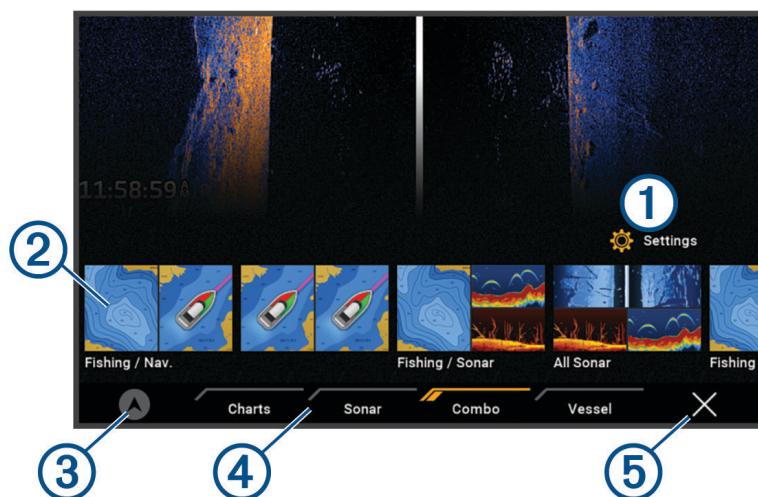 1
11:58:59
Settings
2
Fishing / Nav.
Fishing / Sonar
All Sonar
Fishing
Charts
Sonar
Combo
Vessel
3
4
5